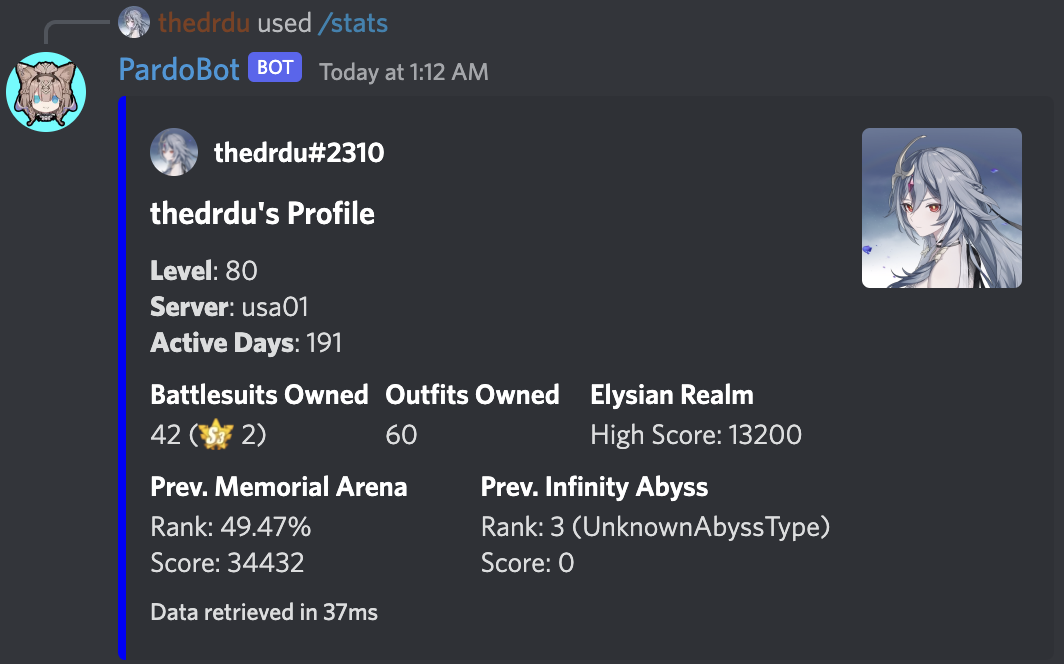 thedrdu used /stats
PardoBot BOT Today at 1:12 AM
thedrdu#2310
thedrdu's Profile
Level: 80
Server: usa01
Active Days: 191
Battlesuits Owned Outfits Owned Elysian Realm
42 (S3 2) 60 High Score: 13200
Prev. Memorial Arena Prev. Infinity Abyss
Rank: 49.47% Rank: 3 (UnknownAbyssType)
Score: 34432 Score: 0
Data retrieved in 37ms